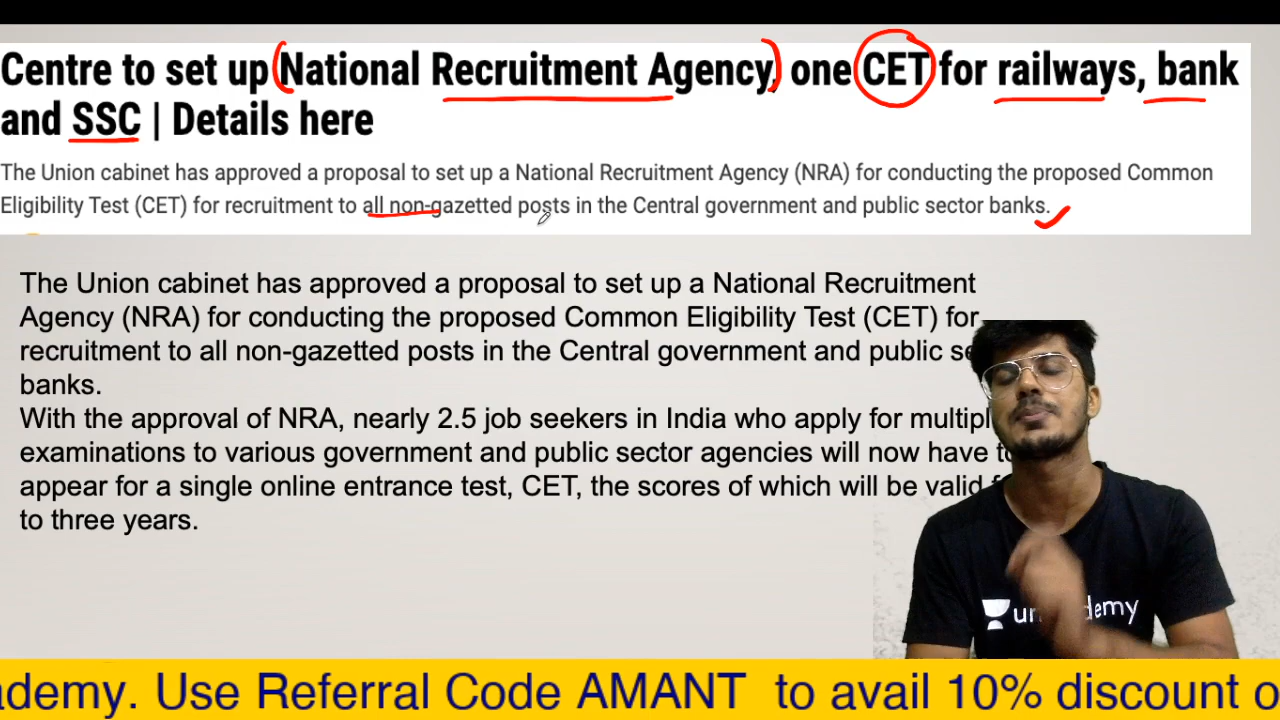 Centre to set up (National Recruitment Agency, one CET for railways, bank
and SSC | Details here
The Union cabinet has approved a proposal to set up a National Recruitment Agency (NRA) for conducting the proposed Common
Eligibility Test (CET) for recruitment to all non-gazetted posts in the Central government and public sector banks.
The Union cabinet has approved a proposal to set up a National Recruitment
Agency (NRA) for conducting the proposed Common Eligibility Test (CET) for
recruitment to all non-gazetted posts in the Central government and public se
banks.
With the approval of NRA, nearly 2.5 job seekers in India who apply for multipl
examinations to various government and public sector agencies will now have t
appear for a single online entrance test, CET, the scores of which will be valid f
to three years.
un demy
ademy. Use Referral Code AMANT to avail 10% discount o